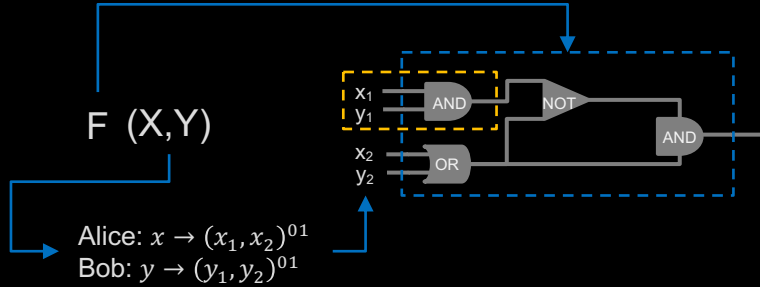 F (X,Y)
x₁
y₁
AND
NOT
AND
x₂
y₂
OR
Alice: 𝑥 → (𝑥₁, 𝑥₂)⁰¹
Bob: 𝑦 → (𝑦₁, 𝑦₂)⁰¹